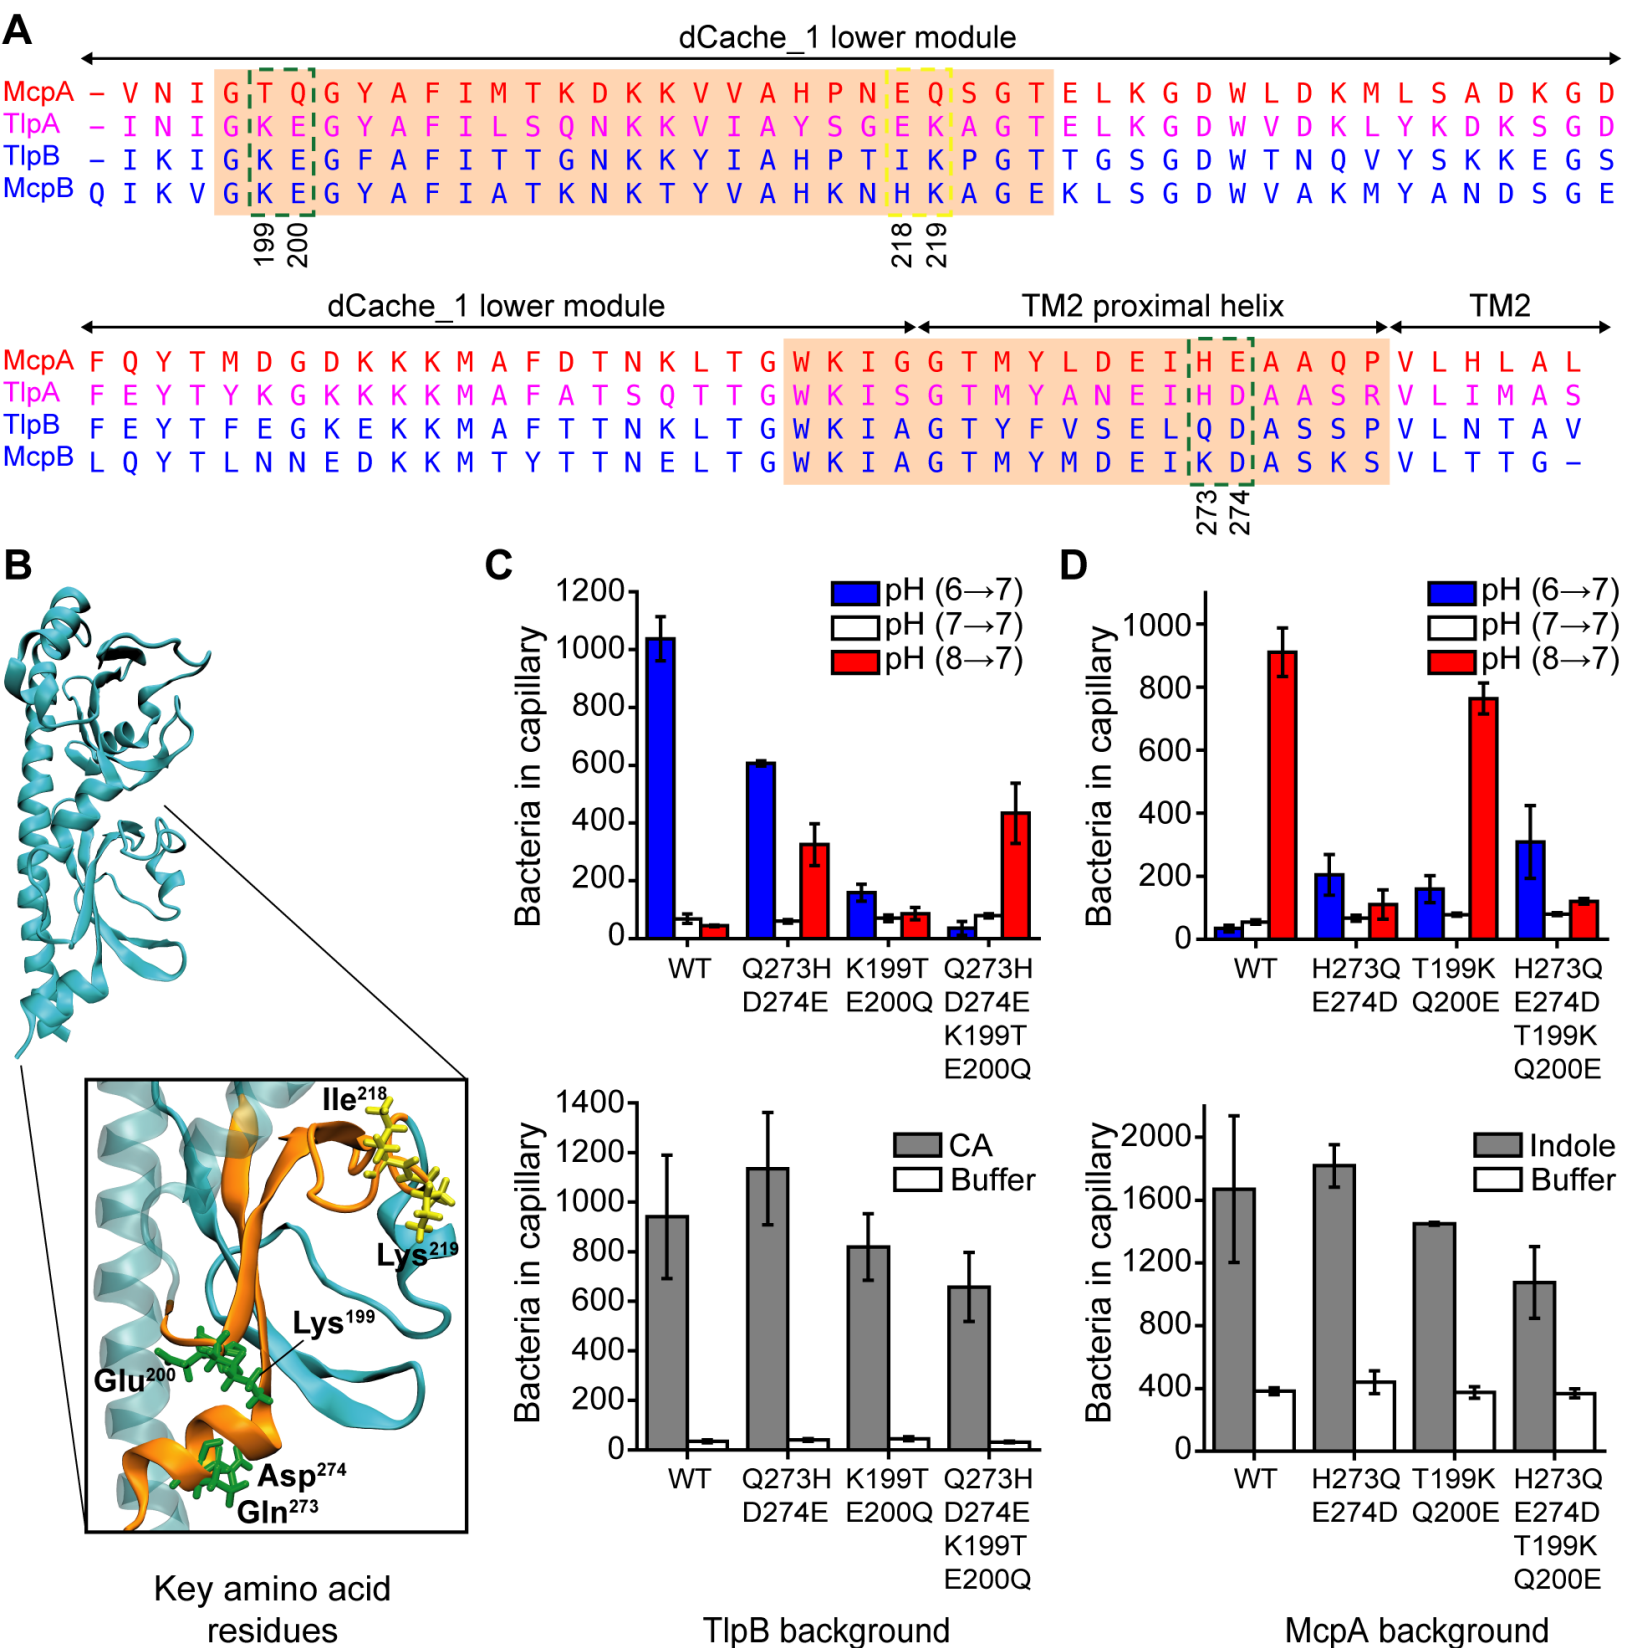 A
dCache_1 lower module
McpA – V N I G T Q G Y A F I M T K D K K V V A H P N E Q S G T E L K G D W L D K M L S A D K G D
TlpA – I N I G K E G Y A F I L S Q N K K V I A Y S G E K A G T E L K G D W V D K L Y K D K S G D
TlpB – I K I G K E G F A F I T T G N K K Y I A H P T I K P G T T G S G D W T N Q V Y S K K E G S
McpB Q I K V G K E G Y A F I A T K N K T Y V A H K N H K A G E K L S G D W V A K M Y A N D S G E
199 200 218 219
dCache_1 lower module TM2 proximal helix TM2
McpA F Q Y T M D G D K K K M A F D T N K L T G W K I G G T M Y L D E I H E A A Q P V L H L A L
TlpA F E Y T Y K G K K K K M A F A T S Q T T G W K I S G T M Y A N E I H D A A S R V L I M A S
TlpB F E Y T F E G K E K K M A F T T N K L T G W K I A G T Y F V S E L Q D A S S P V L N T A V
McpB L Q Y T L N N E D K K M T Y T T N E L T G W K I A G T M Y M D E I K D A S K S V L T T G –
273 274
B
Ile218
Lys219
Lys199
Glu200
Asp274
Gln273
Key amino acid
residues
C
pH (6→7)
pH (7→7)
pH (8→7)
Bacteria in capillary
1200
1000
800
600
400
200
0
WT Q273H K199T Q273H
D274E E200Q D274E
K199T
E200Q
CA
Buffer
Bacteria in capillary
1400
1200
1000
800
600
400
200
0
WT Q273H K199T Q273H
D274E E200Q D274E
K199T
E200Q
TlpB background
D
pH (6→7)
pH (7→7)
pH (8→7)
Bacteria in capillary
1000
800
600
400
200
0
WT H273Q T199K H273Q
E274D Q200E E274D
T199K
Q200E
Indole
Buffer
Bacteria in capillary
2000
1600
1200
800
400
0
WT H273Q T199K H273Q
E274D Q200E E274D
T199K
Q200E
McpA background